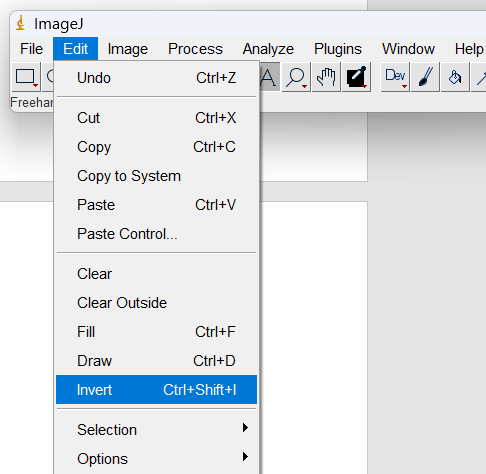 ImageJ
File Edit Image Process Analyze Plugins Window Help
Dev
Undo Ctrl+Z
Cut Ctrl+X
Copy Ctrl+C
Copy to System
Paste Ctrl+V
Paste Control...
Clear
Clear Outside
Fill Ctrl+F
Draw Ctrl+D
Invert Ctrl+Shift+I
Selection
Options